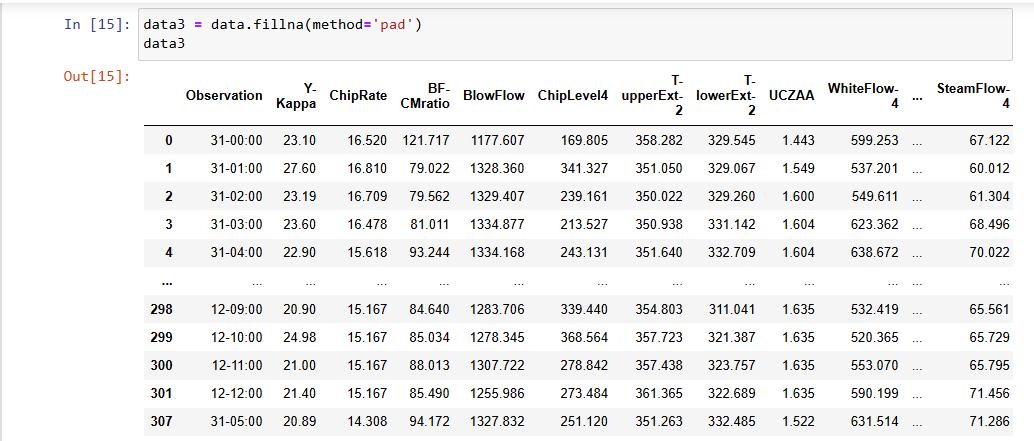 In [15]: data3 = data.fillna(method='pad')
data3
Out[15]:
Observation Y-Kappa ChipRate BF-CMratio BlowFlow ChipLevel4 T-upperExt-2 T-lowerExt-2 UCZAA WhiteFlow-4 ... SteamFlow-4
0 31-00:00 23.10 16.520 121.717 1177.607 169.805 358.282 329.545 1.443 599.253 ... 67.122
1 31-01:00 27.60 16.810 79.022 1328.360 341.327 351.050 329.067 1.549 537.201 ... 60.012
2 31-02:00 23.19 16.709 79.562 1329.407 239.161 350.022 329.260 1.600 549.611 ... 61.304
3 31-03:00 23.60 16.478 81.011 1334.877 213.527 350.938 331.142 1.604 623.362 ... 68.496
4 31-04:00 22.90 15.618 93.244 1334.168 243.131 351.640 332.709 1.604 638.672 ... 70.022
... ... ... ... ... ... ... ... ... ... ... ... ...
298 12-09:00 20.90 15.167 84.640 1283.706 339.440 354.803 311.041 1.635 532.419 ... 65.561
299 12-10:00 24.98 15.167 85.034 1278.345 368.564 357.723 321.387 1.635 520.365 ... 65.729
300 12-11:00 21.00 15.167 88.013 1307.722 278.842 357.438 323.757 1.635 553.070 ... 65.795
301 12-12:00 21.40 15.167 85.490 1255.986 273.484 361.365 322.689 1.635 590.199 ... 71.456
307 31-05:00 20.89 14.308 94.172 1327.832 251.120 351.263 332.485 1.522 631.514 ... 71.286